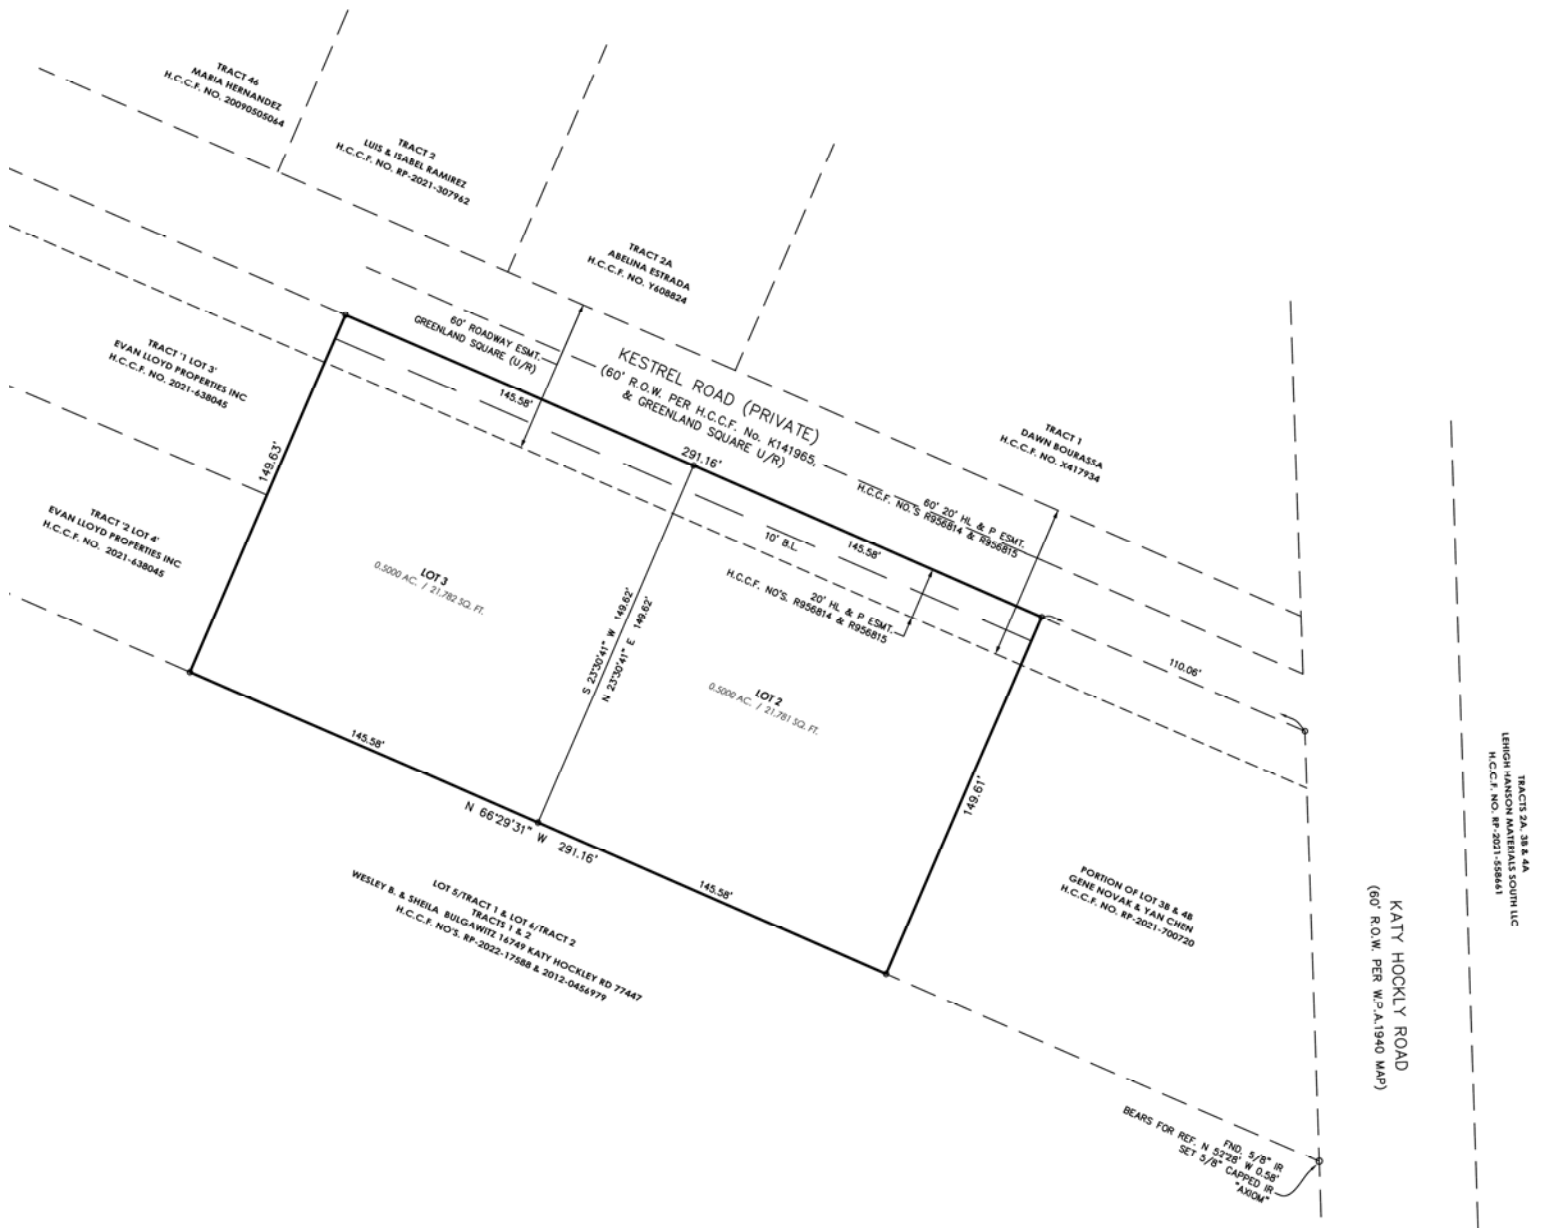 TRACT 46
MARIA HERNANDEZ
H.C.C.F. NO. 20090505064
TRACT 2
LUIS & ISABEL RAMIREZ
H.C.C.F. NO. RP-2021-307962
TRACT 2A
ABELINA ESTRADA
H.C.C.F. NO. Y608824
60' ROADWAY ESMT.
GREENLAND SQUARE (U/R)
KESTREL ROAD (PRIVATE)
(60' R.O.W. PER H.C.C.F. No. K141965,
& GREENLAND SQUARE U/R)
TRACT 1
DAWN BOURASSA
H.C.C.F. NO. X417934
TRACT '1 LOT 3'
EVAN LLOYD PROPERTIES INC
H.C.C.F. NO. 2021-638045
145.58'
291.16'
149.63'
60' 20' HL & P ESMT.
H.C.C.F. NO.'S R956814 & R956815
10' B.L.
145.58'
TRACT '2 LOT 4'
EVAN LLOYD PROPERTIES INC
H.C.C.F. NO. 2021-638045
LOT 3
0.5000 AC. / 21,782 SQ. FT.
S 23°30'41" W 149.62'
N 23°30'41" E 149.62'
20' HL & P ESMT.
H.C.C.F. NO'S. R956814 & R956815
LOT 2
0.5000 AC. / 21,781 SQ. FT.
110.06'
145.58'
149.61'
N 66°29'31" W 291.16'
145.58'
LOT 5/TRACT 1 & LOT 6/TRACT 2
TRACTS 1 & 2
WESLEY B. & SHEILA BULGAWITZ 16749 KATY HOCKLEY RD 77447
H.C.C.F. NO'S. RP-2022-17588 & 2012-0456979
PORTION OF LOT 3B & 4B
GENE NOVAK & YAN CHEN
H.C.C.F. NO. RP-2021-700720
KATY HOCKLY ROAD
(60' R.O.W. PER W.P.A.1940 MAP)
TRACTS 2A, 3B & 4A
LEHIGH HANSON MATERIALS SOUTH LLC
H.C.C.F. NO. RP-2021-558661
FND. 5/8" IR
BEARS FOR REF. N 52°28' W 0.58'
SET 5/8" CAPPED IR
"AXIOM"